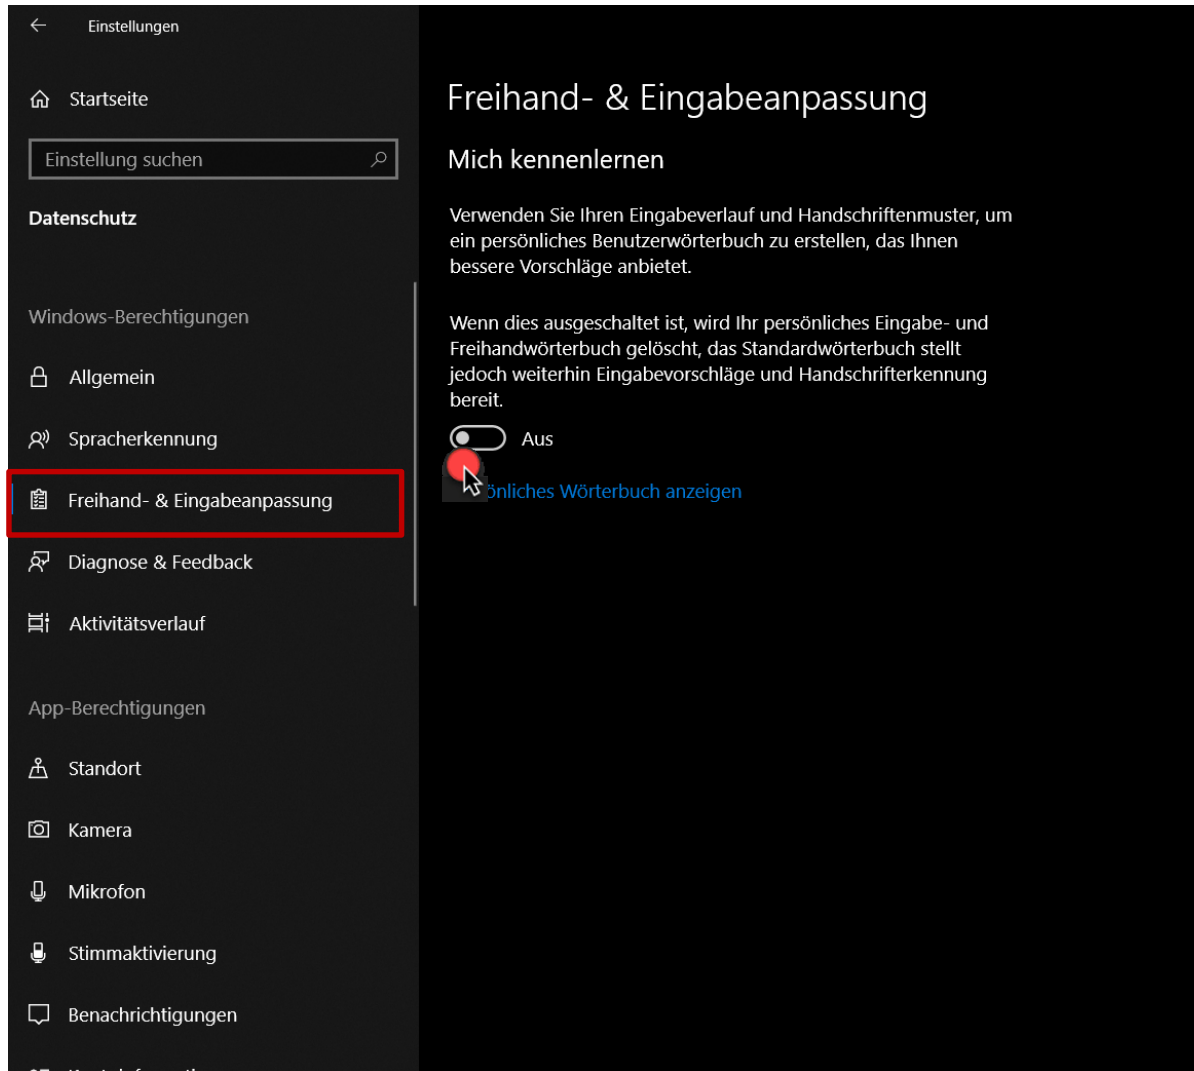 Einstellungen
Startseite
Einstellung suchen
Datenschutz
Windows-Berechtigungen
Allgemein
Spracherkennung
Freihand- & Eingabeanpassung
Diagnose & Feedback
Aktivitätsverlauf
App-Berechtigungen
Standort
Kamera
Mikrofon
Stimmaktivierung
Benachrichtigungen
Freihand- & Eingabeanpassung
Mich kennenlernen
Verwenden Sie Ihren Eingabeverlauf und Handschriftenmuster, um
ein persönliches Benutzerwörterbuch zu erstellen, das Ihnen
bessere Vorschläge anbietet.
Wenn dies ausgeschaltet ist, wird Ihr persönliches Eingabe- und
Freihandwörterbuch gelöscht, das Standardwörterbuch stellt
jedoch weiterhin Eingabevorschläge und Handschrifterkennung
bereit.
Aus
önliches Wörterbuch anzeigen